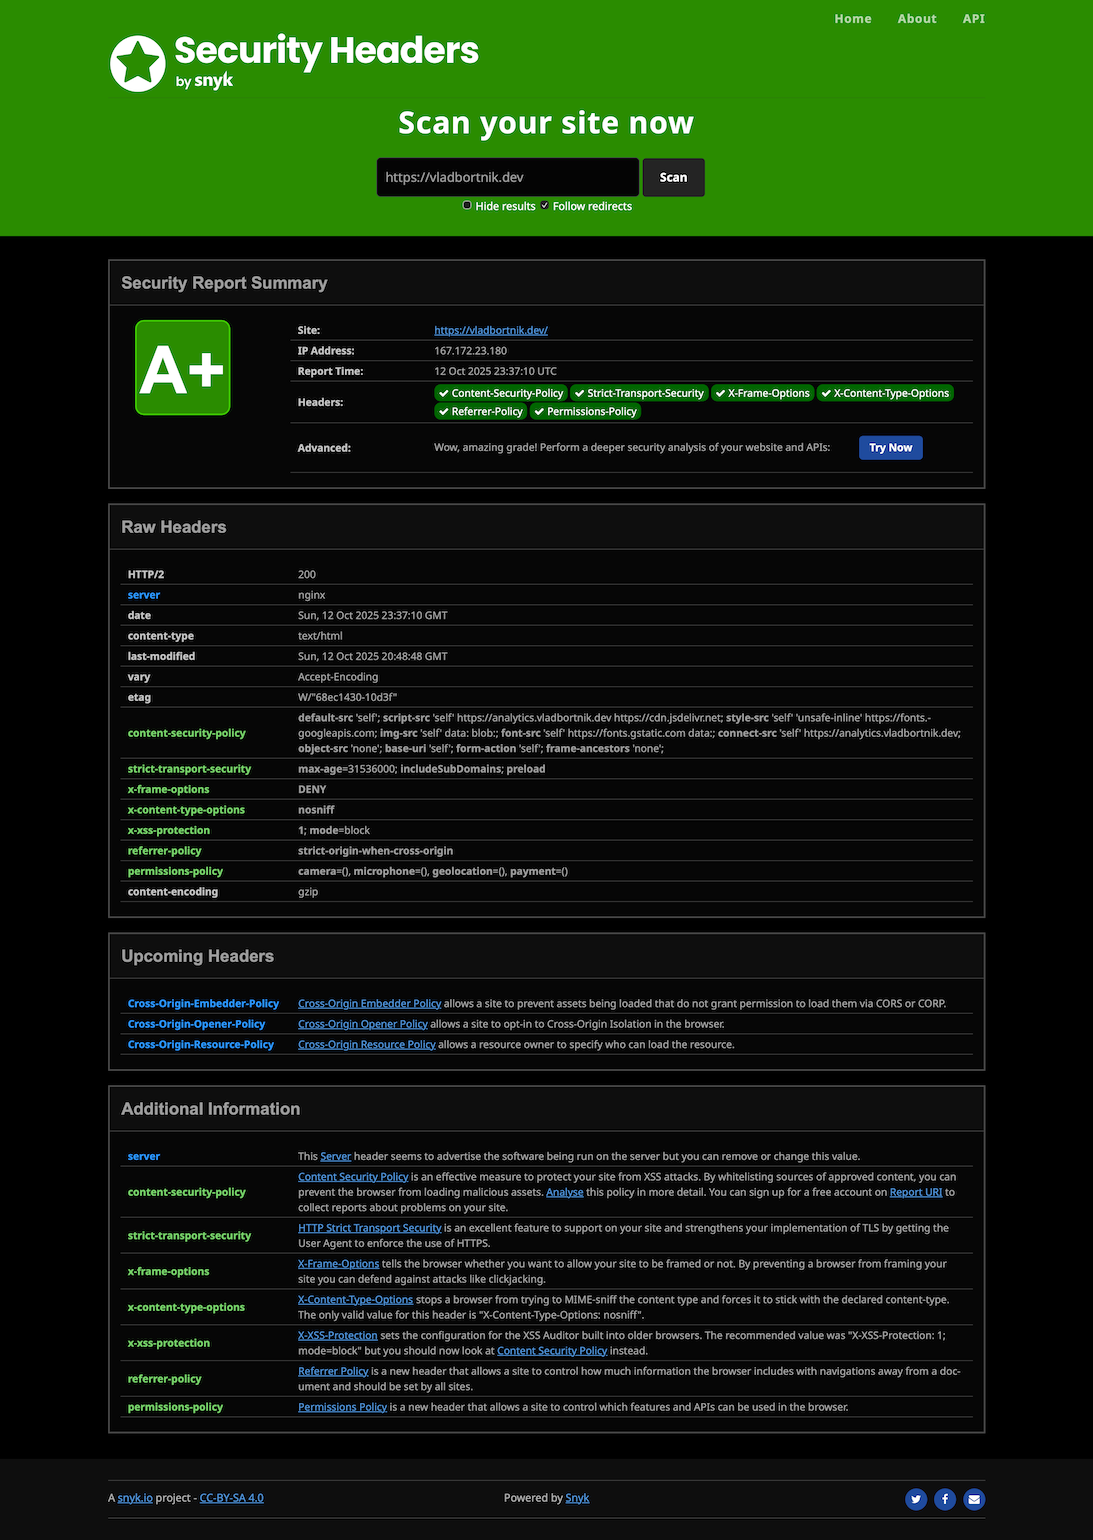 Home About API
Security Headers
by snyk
Scan your site now
https://vladbortnik.dev Scan
Hide results Follow redirects
Security Report Summary
A+
Site: https://vladbortnik.dev/
IP Address: 167.172.23.180
Report Time: 12 Oct 2025 23:37:10 UTC
Headers: Content-Security-Policy Strict-Transport-Security X-Frame-Options X-Content-Type-Options
Referrer-Policy Permissions-Policy
Advanced: Wow, amazing grade! Perform a deeper security analysis of your website and APIs: Try Now
Raw Headers
HTTP/2 200
server nginx
date Sun, 12 Oct 2025 23:37:10 GMT
content-type text/html
last-modified Sun, 12 Oct 2025 20:48:48 GMT
vary Accept-Encoding
etag W/"68ec1430-10d3f"
content-security-policy default-src 'self'; script-src 'self' https://analytics.vladbortnik.dev https://cdn.jsdelivr.net; style-src 'self' 'unsafe-inline' https://fonts.-
googleapis.com; img-src 'self' data: blob:; font-src 'self' https://fonts.gstatic.com data:; connect-src 'self' https://analytics.vladbortnik.dev;
object-src 'none'; base-uri 'self'; form-action 'self'; frame-ancestors 'none';
strict-transport-security max-age=31536000; includeSubDomains; preload
x-frame-options DENY
x-content-type-options nosniff
x-xss-protection 1; mode=block
referrer-policy strict-origin-when-cross-origin
permissions-policy camera=(), microphone=(), geolocation=(), payment=()
content-encoding gzip
Upcoming Headers
Cross-Origin-Embedder-Policy Cross-Origin Embedder Policy allows a site to prevent assets being loaded that do not grant permission to load them via CORS or CORP.
Cross-Origin-Opener-Policy Cross-Origin Opener Policy allows a site to opt-in to Cross-Origin Isolation in the browser.
Cross-Origin-Resource-Policy Cross-Origin Resource Policy allows a resource owner to specify who can load the resource.
Additional Information
server This Server header seems to advertise the software being run on the server but you can remove or change this value.
content-security-policy Content Security Policy is an effective measure to protect your site from XSS attacks. By whitelisting sources of approved content, you can
prevent the browser from loading malicious assets. Analyse this policy in more detail. You can sign up for a free account on Report URI to
collect reports about problems on your site.
strict-transport-security HTTP Strict Transport Security is an excellent feature to support on your site and strengthens your implementation of TLS by getting the
User Agent to enforce the use of HTTPS.
x-frame-options X-Frame-Options tells the browser whether you want to allow your site to be framed or not. By preventing a browser from framing your
site you can defend against attacks like clickjacking.
x-content-type-options X-Content-Type-Options stops a browser from trying to MIME-sniff the content type and forces it to stick with the declared content-type.
The only valid value for this header is "X-Content-Type-Options: nosniff".
x-xss-protection X-XSS-Protection sets the configuration for the XSS Auditor built into older browsers. The recommended value was "X-XSS-Protection: 1;
mode=block" but you should now look at Content Security Policy instead.
referrer-policy Referrer Policy is a new header that allows a site to control how much information the browser includes with navigations away from a doc-
ument and should be set by all sites.
permissions-policy Permissions Policy is a new header that allows a site to control which features and APIs can be used in the browser.
A snyk.io project - CC-BY-SA 4.0 Powered by Snyk